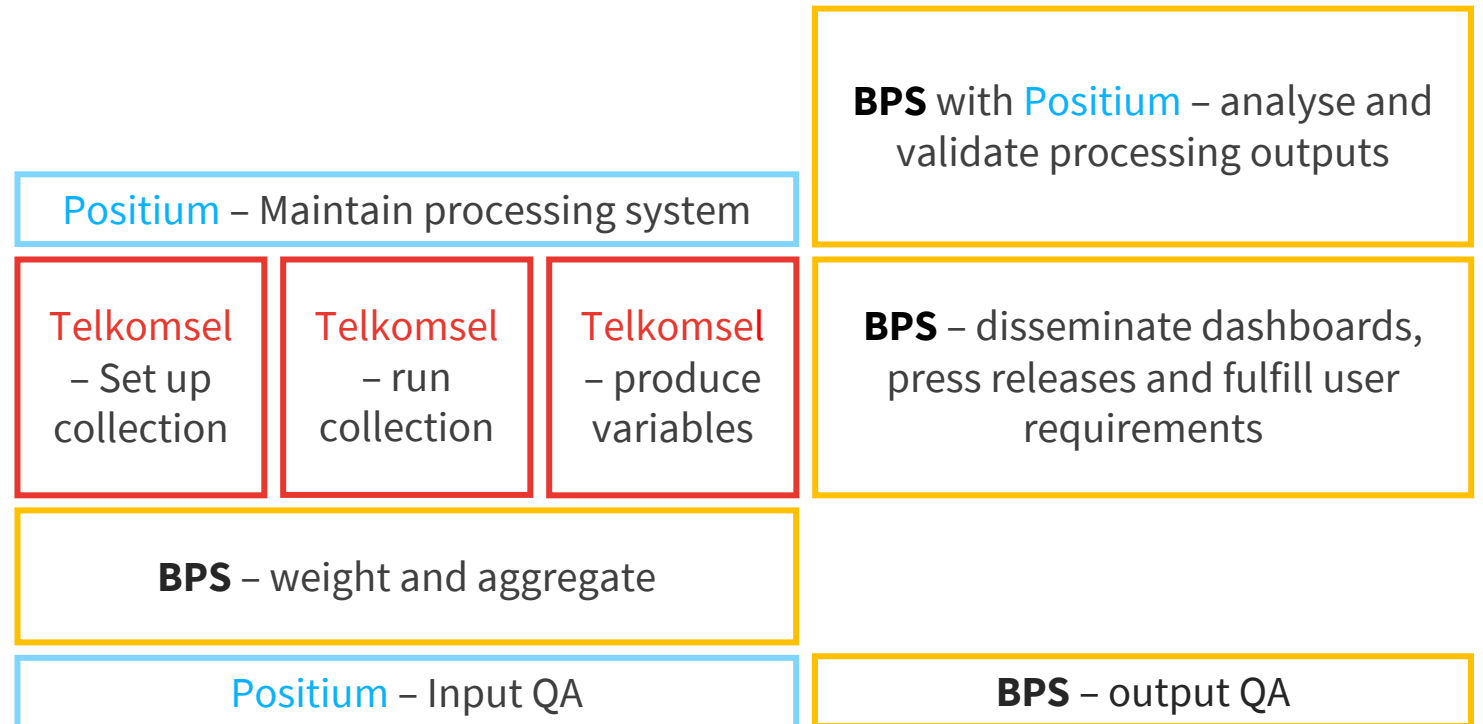 BPS with Positium – analyse and
validate processing outputs
Positium – Maintain processing system
Telkomsel
– Set up
collection
Telkomsel
– run
collection
Telkomsel
– produce
variables
BPS – disseminate dashboards,
press releases and fulfill user
requirements
BPS – weight and aggregate
Positium – Input QA
BPS – output QA